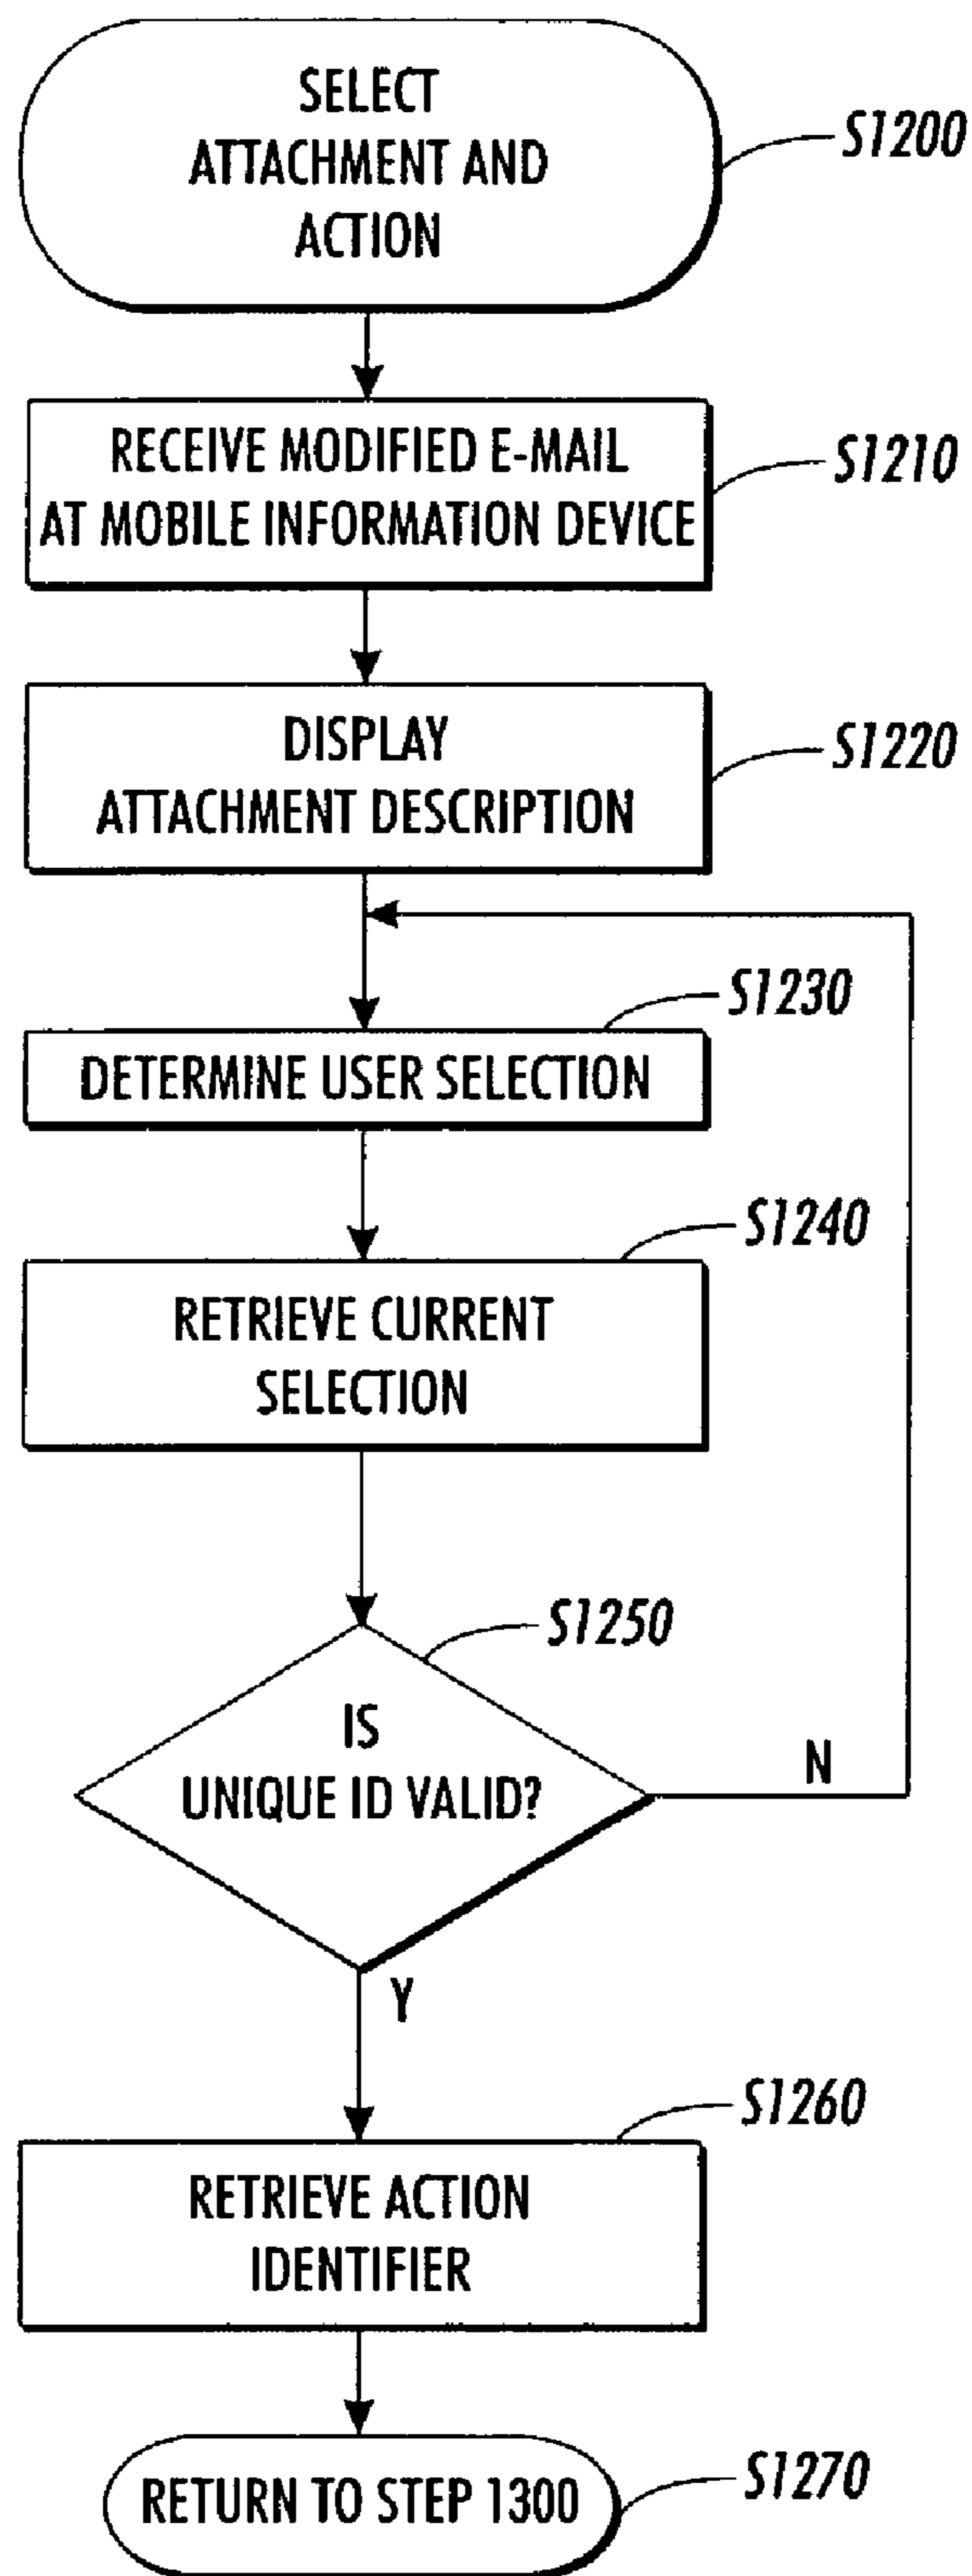 SELECT
ATTACHMENT AND
ACTION
S1200
RECEIVE MODIFIED E-MAIL
AT MOBILE INFORMATION DEVICE
S1210
DISPLAY
ATTACHMENT DESCRIPTION
S1220
S1230
DETERMINE USER SELECTION
S1240
RETRIEVE CURRENT
SELECTION
S1250
IS
UNIQUE ID VALID?
N
Y
S1260
RETRIEVE ACTION
IDENTIFIER
RETURN TO STEP 1300
S1270